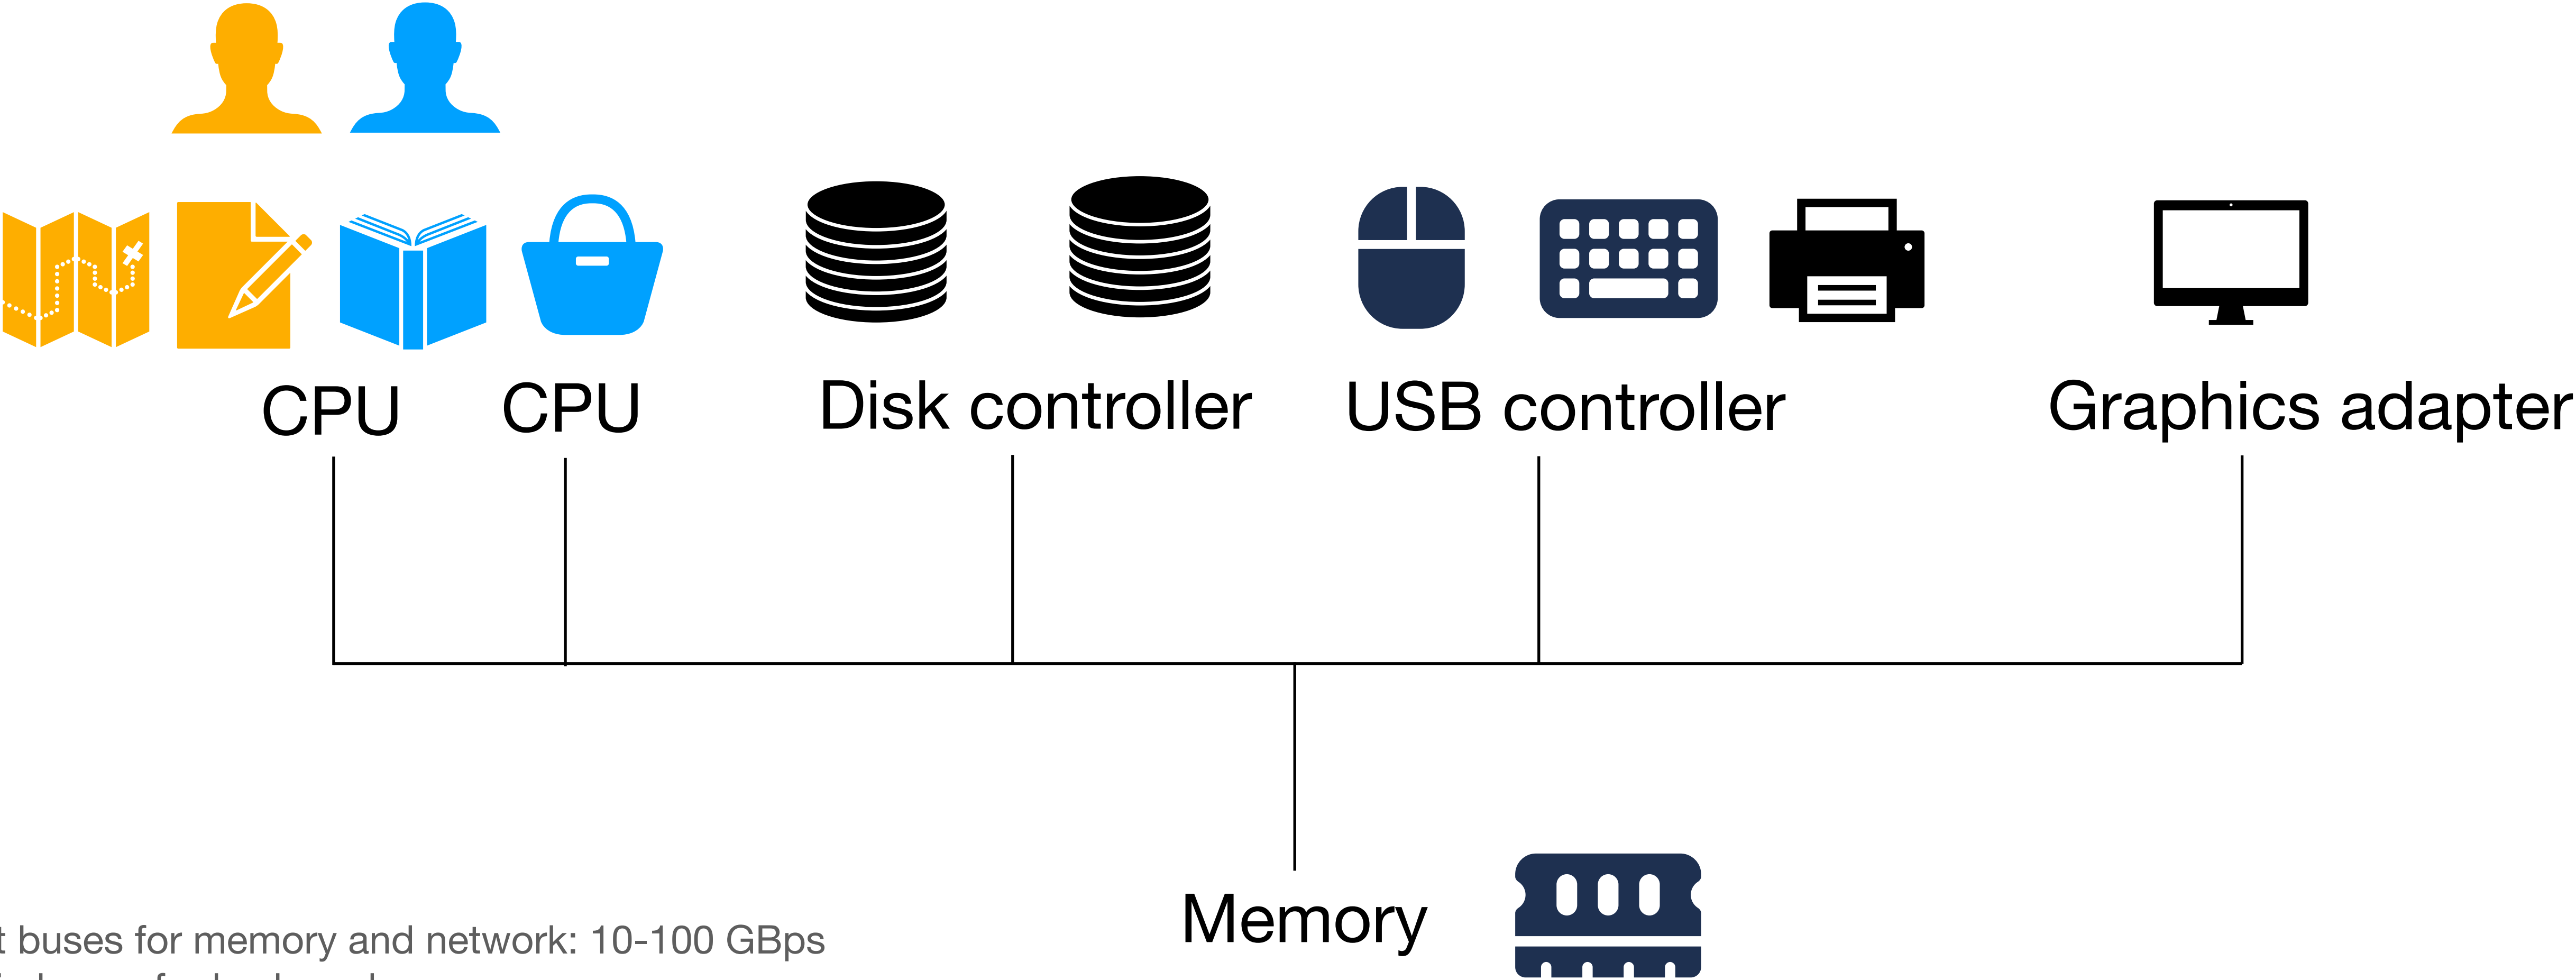 CPU CPU Disk controller USB controller Graphics adapter
Memory
buses for memory and network: 10-100 GBps